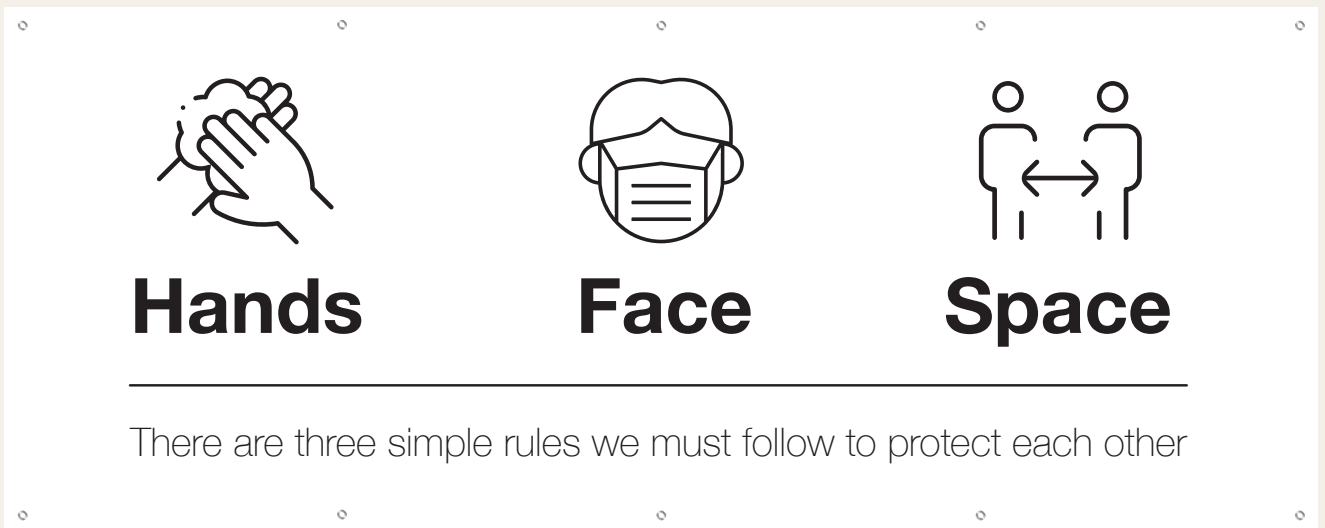 Hands Face Space
There are three simple rules we must follow to protect each other